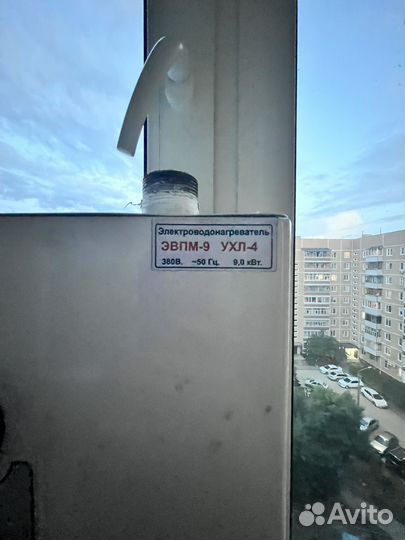 Электроводонагреватель
ЭВПМ-9 УХЛ-4
380В. ~50 Гц. 9,0 кВт.
Avito